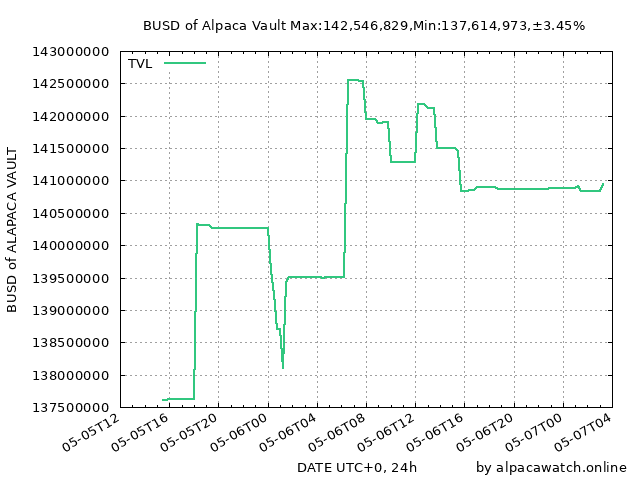 BUSD of Alpaca Vault Max:142,546,829,Min:137,614,973,±3.45%
TVL
143000000
142500000
142000000
141500000
141000000
140500000
140000000
139500000
139000000
138500000
138000000
137500000
BUSD of ALAPACA VAULT
05-05T12
05-05T16
05-05T20
05-06T00
05-06T04
05-06T08
05-06T12
05-06T16
05-06T20
05-07T00
05-07T04
DATE UTC+0, 24h
by alpacawatch.online